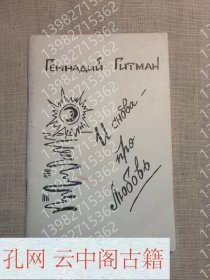 ГЕННАДИЙ ГИТМАН
И снова –
про
любовь
13982715362
孔网 云中阁古籍